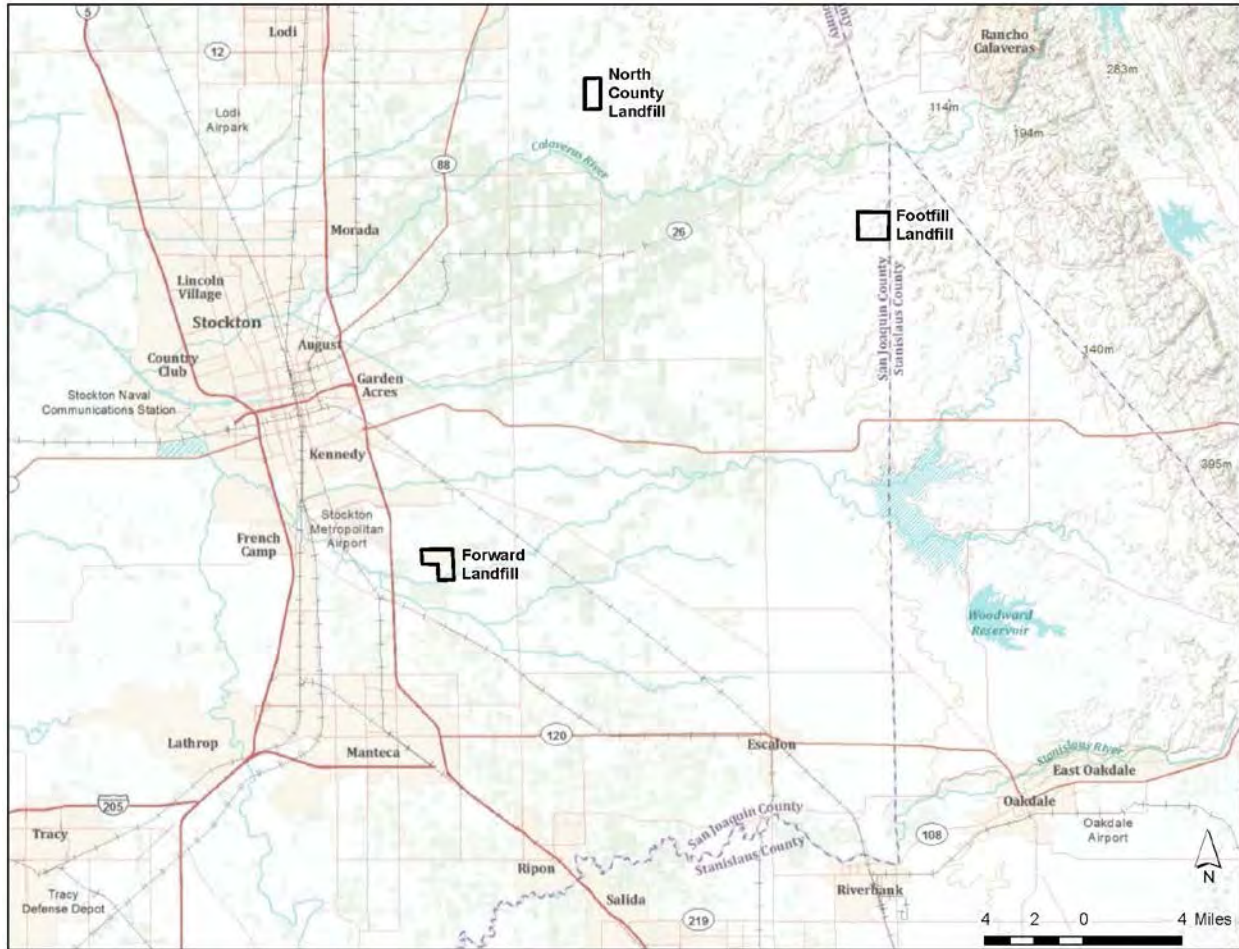 5
Lodi
12
Lodi
Airpark
88
North
County
Landfill
Calaveras River
County
County
Rancho
Calaveras
283m
114m
194m
Morada
26
Footfill
Landfill
Lincoln
Village
Stockton
August
Country
Club
Garden
Acres
San Joaquin County
Stanislaus County
140m
Stockton Naval
Communications Station
Kennedy
395m
Stockton
Metropolitan
Airport
French
Camp
Forward
Landfill
Woodward
Reservoir
Lathrop
Manteca
120
Escalon
Stanislaus River
East Oakdale
Oakdale
205
Tracy
San Joaquin County
Stanislaus County
108
Oakdale
Airport
N
Ripon
Riverbank
Tracy
Defense Depot
Salida
219
4 2 0 4 Miles